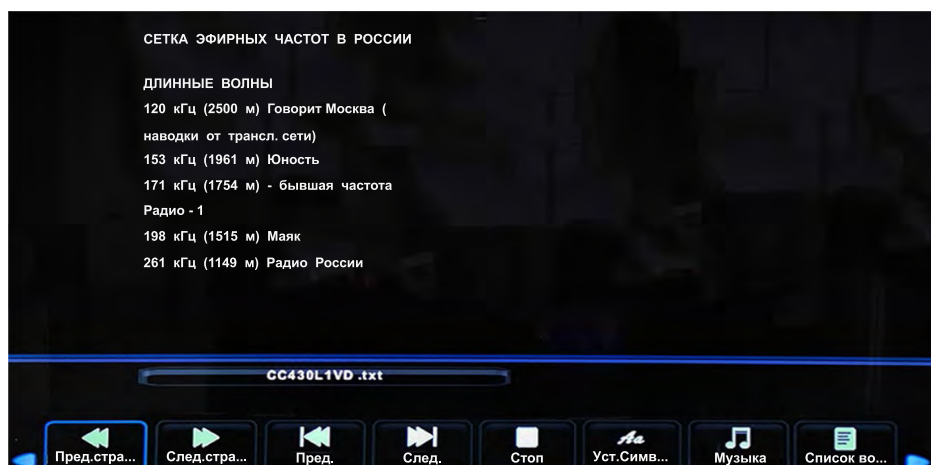 СЕТКА ЭФИРНЫХ ЧАСТОТ В РОССИИ
ДЛИННЫЕ ВОЛНЫ
120 кГц (2500 м) Говорит Москва (
наводки от трансл. сети)
153 кГц (1961 м) Юность
171 кГц (1754 м) - бывшая частота
Радио - 1
198 кГц (1515 м) Маяк
261 кГц (1149 м) Радио России
CC430L1VD .txt
Пред.стра... След.стра... Пред. След. Стоп Уст.Симв... Музыка Список во...